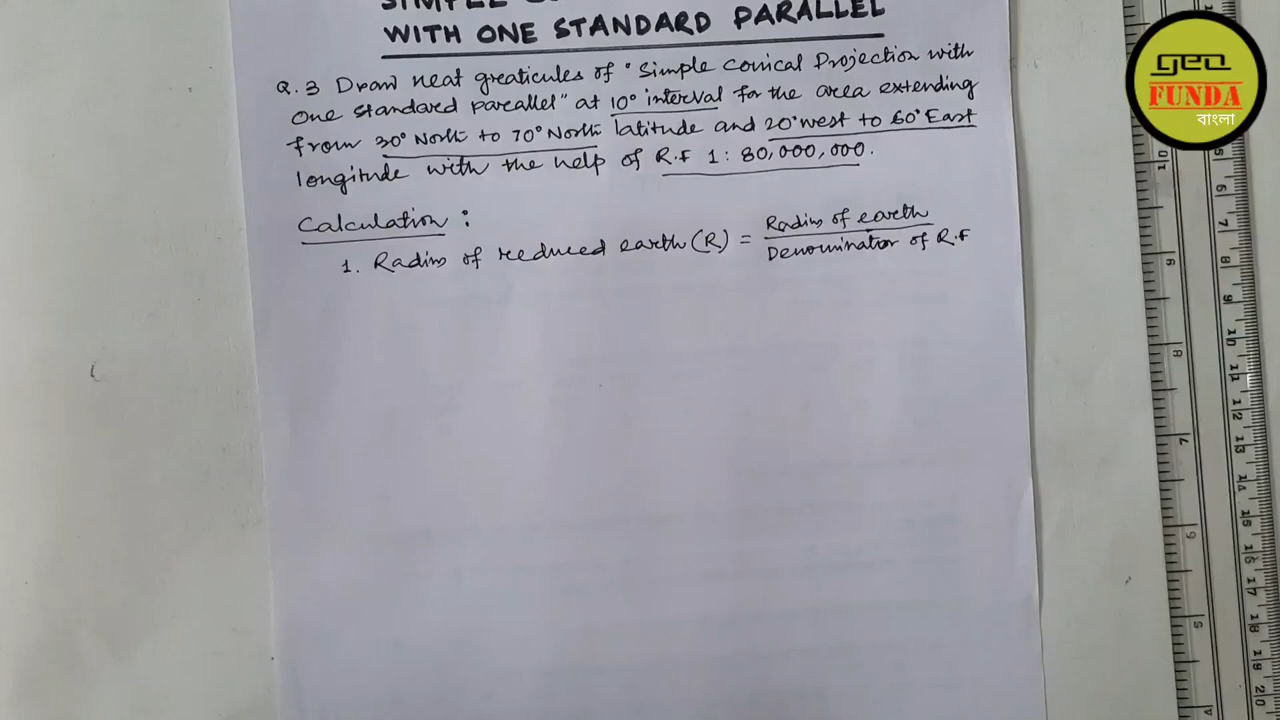 WITH ONE STANDARD PARALLEL
Q.3 Draw neat greaticules of "Simple Conical Projection with
One standard parallel" at 10° interval for the area extending
from 30° North to 70° North latitude and 20° west to 60° East
longitude with the help of R.F 1: 80,000,000.
Calculation :
1. Radius of reduced earth (R) = Radius of earth
Denominator of R.F
geo
FUNDA
বাংলা